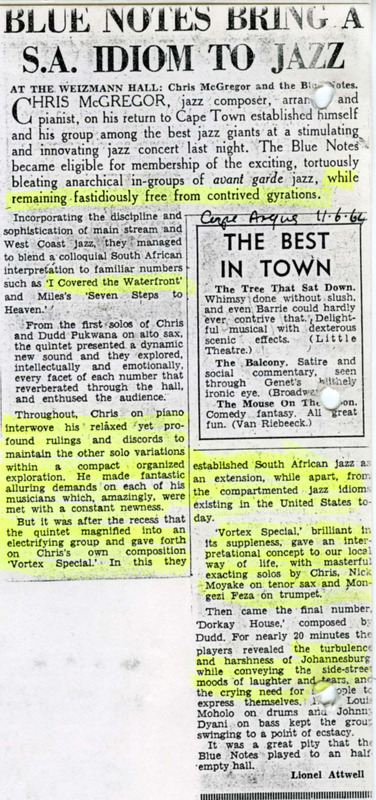 BLUE NOTES BRING A
S.A. IDIOM TO JAZZ
AT THE WEIZMANN HALL: Chris McGregor and the Blue Notes.
CHRIS McGREGOR, jazz composer, and
pianist, on his return to Cape Town established himself
and his group among the best jazz giants at a stimulating
and innovating jazz concert last night. The Blue Notes
became eligible for membership of the exciting, tortuously
bleating anarchical in-groups of avant garde jazz, while
remaining fastidiously free from contrived gyrations.
Incorporating the discipline and
sophistication of main stream and
West Coast jazz, they managed
to blend a colloquial South African
interpretation to familiar numbers
such as 'I Covered the Waterfront'
and Miles's 'Seven Steps to
Heaven.'
From the first solos of Chris
and Dudd Pukwana on alto sax,
the quintet presented a dynamic
new sound and they explored,
intellectually and emotionally,
every facet of each number that
reverberated through the hall,
and enthused the audience.
Throughout, Chris on piano
interwove his relaxed yet pro-
found rulings and discords to
maintain the other solo variations
within a compact organized
exploration. He made fantastic
alluring demands on each of his
musicians which, amazingly, were
met with a constant newness.
But it was after the recess that
the quintet magnified into an
electrifying group and gave forth
on Chris's own composition
'Vortex Special.' In this they
Cape Argus 11.6.64
THE BEST
IN TOWN
The Tree That Sat Down.
Whimsy done without slush,
and even Barrie could hardly
ever contrive that. Delight-
ful musical with dexterous
scenic effects. (Little
Theatre.)
The Balcony. Satire and
social commentary, seen
through Genet's blithely
ironic eye.
The Mouse On The
Comedy fantasy. All great
fun. (Van Riebeeck.)
established South African jazz as
an extension, while apart, from
the compartmented jazz idioms
existing in the United States to-
day.
'Vortex Special,' brilliant in
its suppleness, gave an inter-
pretational concept to our local
way of life, with masterful
exacting solos by Chris, Nick
Moyake on tenor sax and Mon-
gezi Feza on trumpet.
Then came the final number,
'Dorkay House,' composed by
Dudd. For nearly 20 minutes the
players revealed the turbulence
and harshness of Johannesburg
while conveying the side-street
moods of laughter and tears, and
the crying need for people to
express themselves. Louis
Moholo on drums and Johnny
Dyani on bass kept the group
swinging to a point of ecstacy.
It was a great pity that the
Blue Notes played to an half-
empty hall.
Lionel Attwell